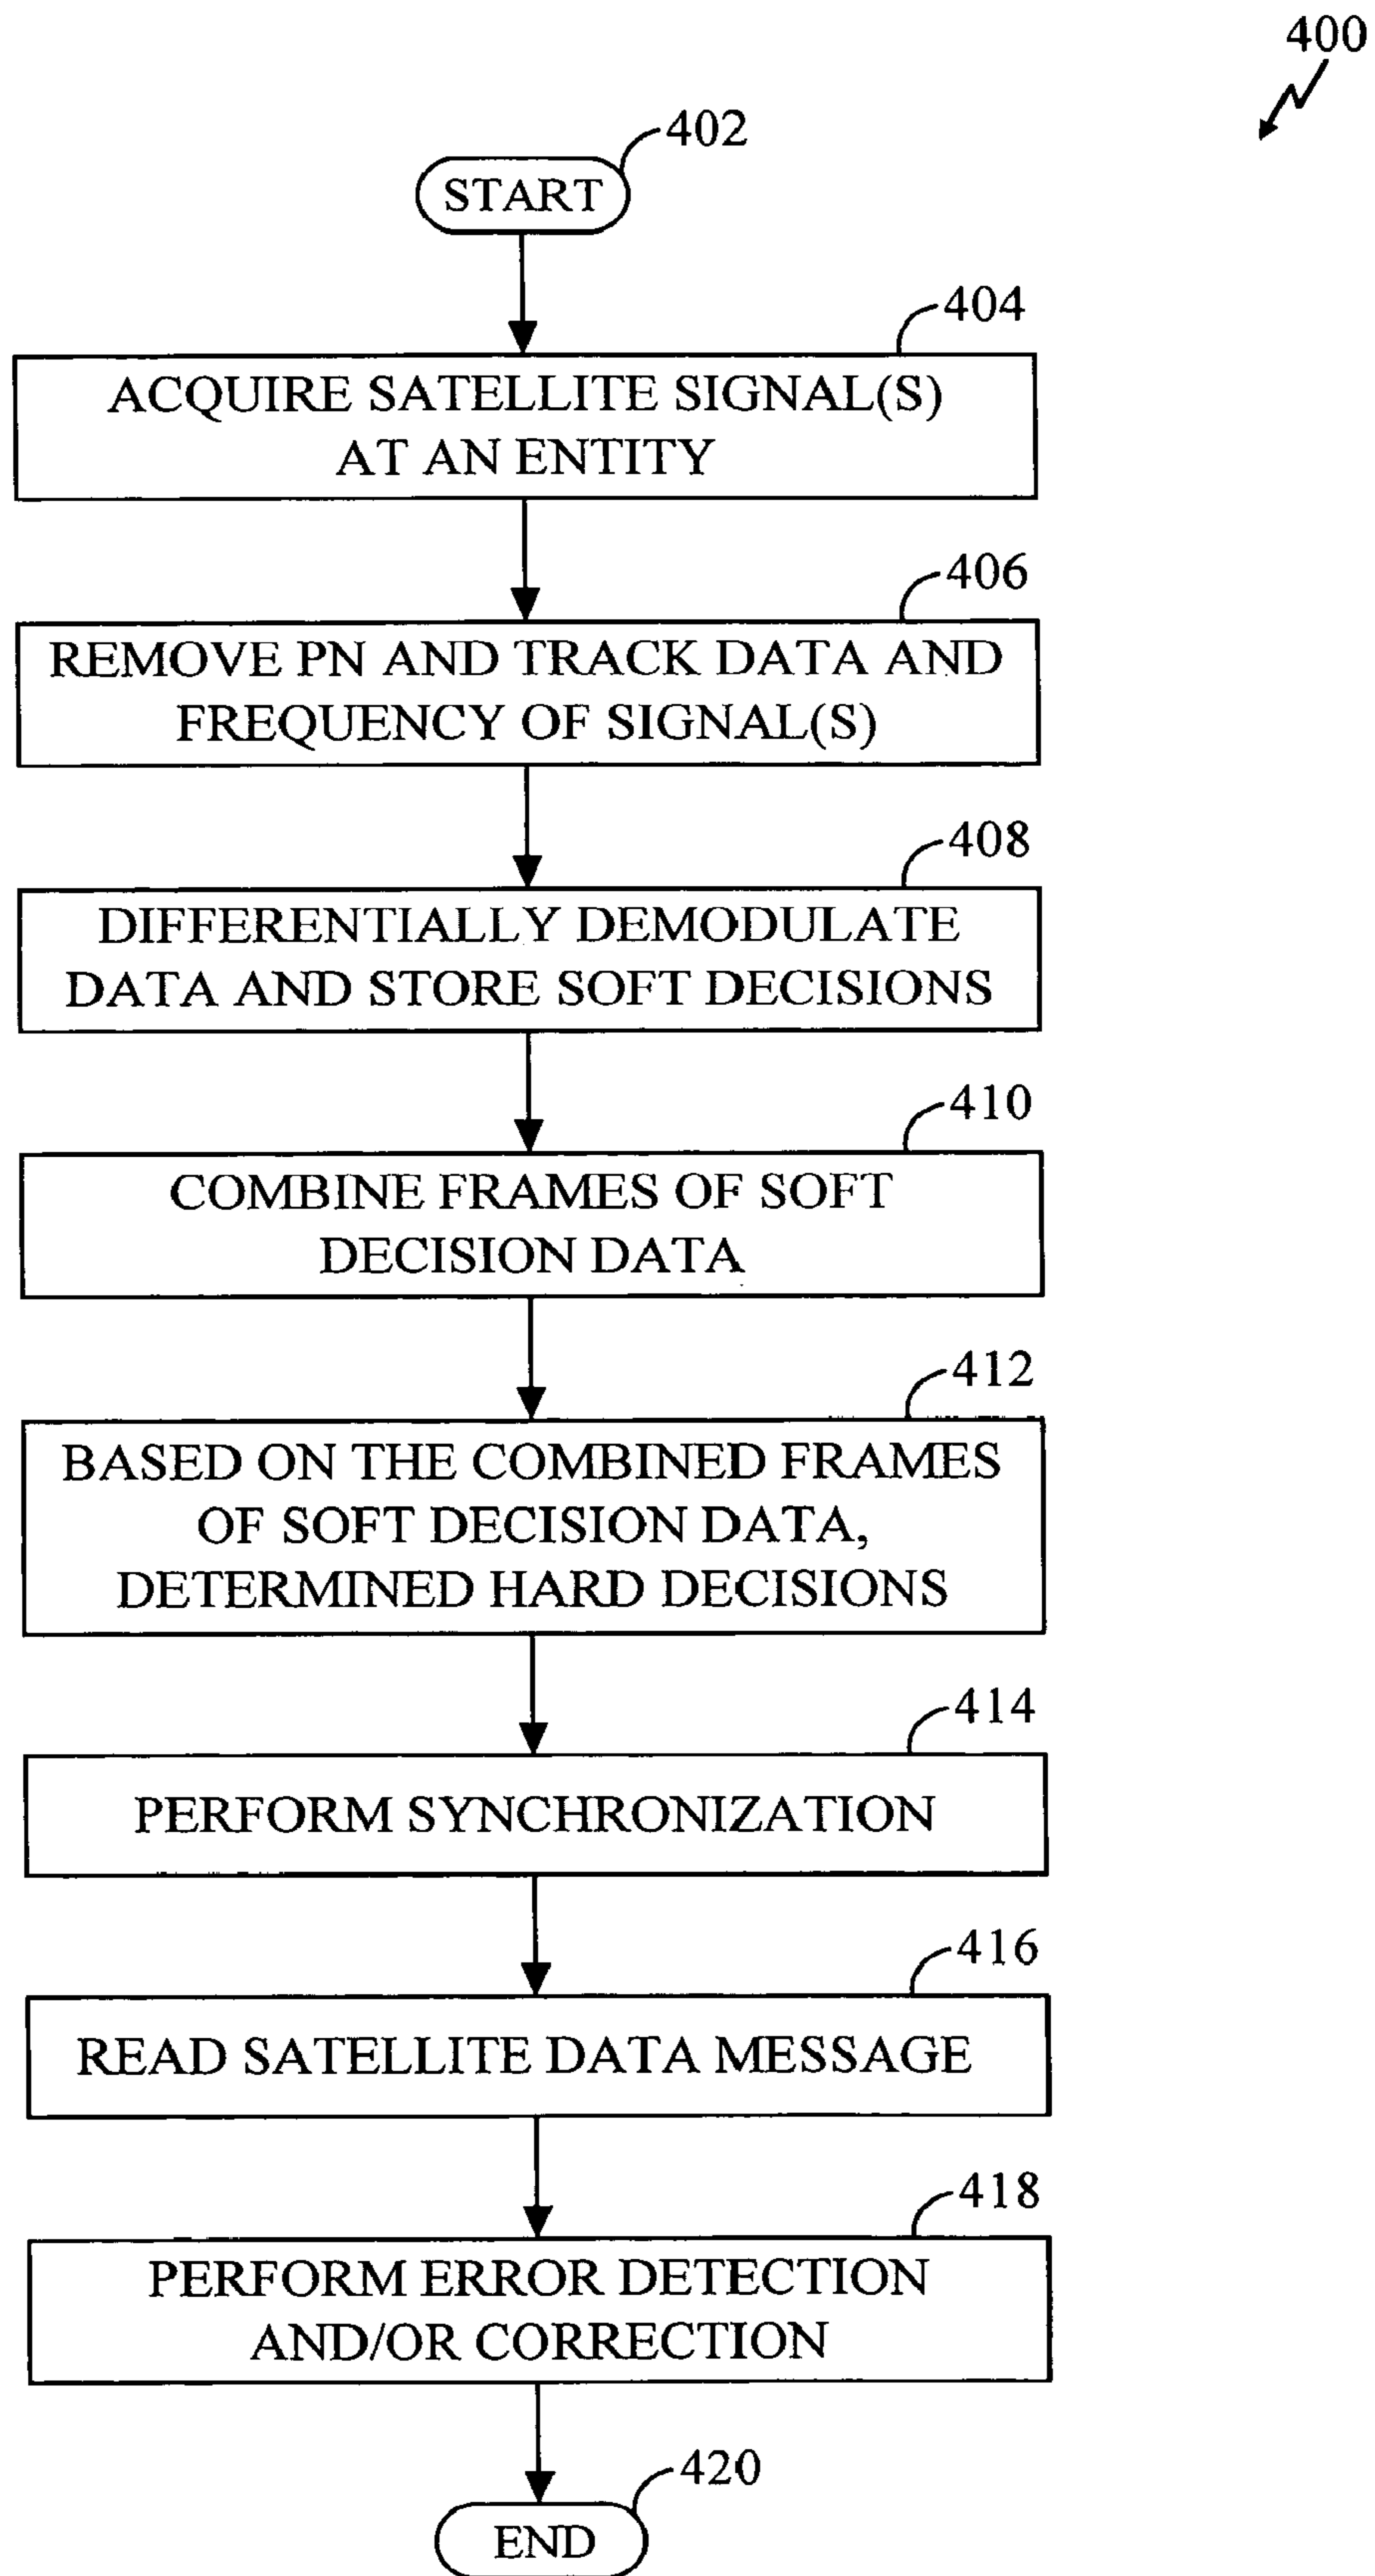 400
402
START
404
ACQUIRE SATELLITE SIGNAL(S)
AT AN ENTITY
406
REMOVE PN AND TRACK DATA AND
FREQUENCY OF SIGNAL(S)
408
DIFFERENTIALLY DEMODULATE
DATA AND STORE SOFT DECISIONS
410
COMBINE FRAMES OF SOFT
DECISION DATA
412
BASED ON THE COMBINED FRAMES
OF SOFT DECISION DATA,
DETERMINED HARD DECISIONS
414
PERFORM SYNCHRONIZATION
416
READ SATELLITE DATA MESSAGE
418
PERFORM ERROR DETECTION
AND/OR CORRECTION
420
END